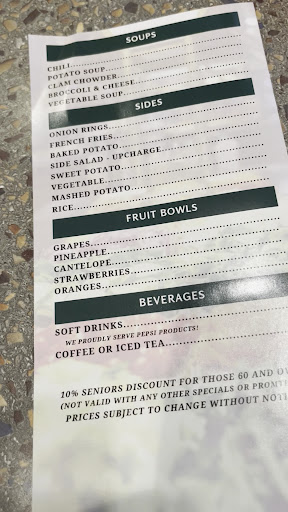 SOUPS
CHILI
POTATO SOUP
CLAM CHOWDER
BROCCOLI & CHEESE
VEGETABLE SOUP
SIDES
ONION RINGS
FRENCH FRIES
BAKED POTATO
SIDE SALAD - UPCHARGE
SWEET POTATO
VEGETABLE
MASHED POTATO
RICE
FRUIT BOWLS
GRAPES
PINEAPPLE
CANTELOPE
STRAWBERRIES
ORANGES
BEVERAGES
SOFT DRINKS
WE PROUDLY SERVE PEPSI PRODUCTS!
COFFEE OR ICED TEA
10% SENIORS DISCOUNT FOR THOSE 60 AND OV
(NOT VALID WITH ANY OTHER SPECIALS OR PROMTI
PRICES SUBJECT TO CHANGE WITHOUT NOTI